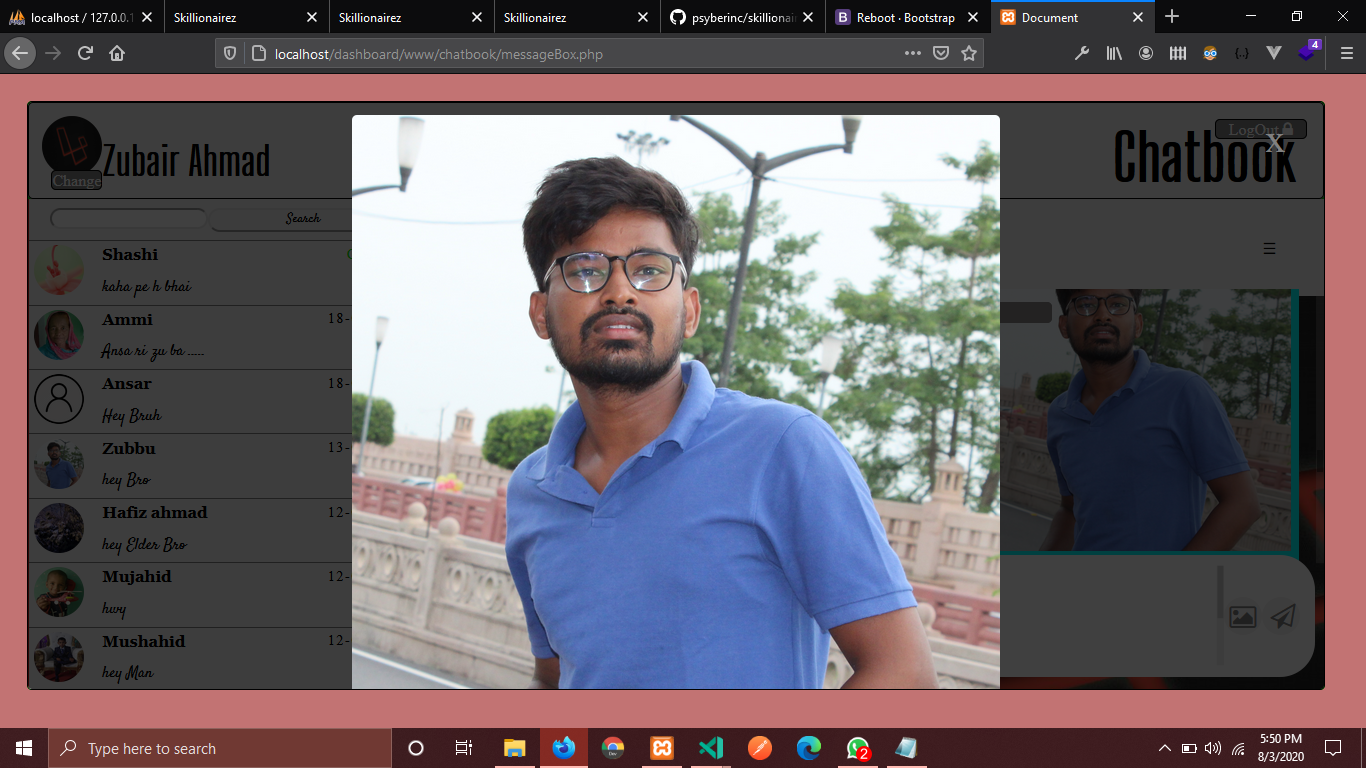 localhost / 127.0.0.1
Skillionairez
Skillionairez
Skillionairez
psyberinc/skillionai
Reboot · Bootstrap
Document
localhost/dashboard/www/chatbook/messageBox.php
4
Zubair Ahmad
Change
LogOut
X
Chatbook
Search
Shashi
kaha pe h bhai
Ammi
18-
Ansa ri zu ba .....
Ansar
18-
Hey Bruh
Zubbu
13-
hey Bro
Hafiz ahmad
12-
hey Elder Bro
Mujahid
12-
hwy
Mushahid
12-
hey Man
Type here to search
Dev
2
5:50 PM
8/3/2020